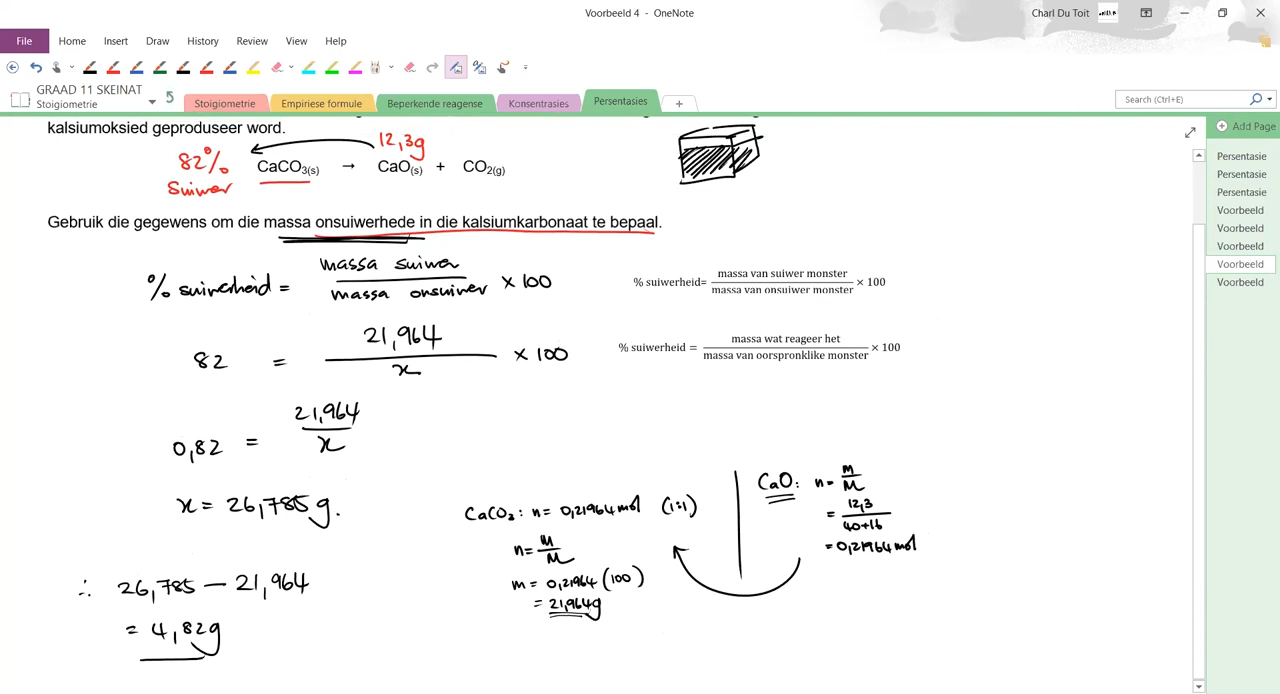 Voorbeeld 4 - OneNote
Charl Du Toit
File Home Insert Draw History Review View Help
GRAAD 11 SKEINAT
Stoigiometrie
Stoigiometrie Empiriese formule Beperkende reagense Konsentrasies Persentasies +
Search (Ctrl+E)
Add Page
Persentasie
Persentasie
Persentasie
Voorbeeld
Voorbeeld
Voorbeeld
Voorbeeld
Voorbeeld
kalsiumoksied geproduseer word.
82% suiwer
12,3g
CaCO₃(s) → CaO(s) + CO₂(g)
Gebruik die gegewens om die massa onsuiwerhede in die kalsiumkarbonaat te bepaal.
% suiwerheid = massa suiwer / massa onsuiwer × 100
% suiwerheid= massa van suiwer monster / massa van onsuiwer monster × 100
82 = 21,964 / x × 100
% suiwerheid = massa wat reageer het / massa van oorspronklike monster × 100
0,82 = 21,964 / x
x = 26,785g.
∴ 26,785 — 21,964
= 4,82g
CaCO₃: n = 0,21964 mol (1:1)
n = m / M
m = 0,21964 (100)
= 21,964g
CaO: n = m / M
= 12,3 / 40+16
= 0,21964 mol